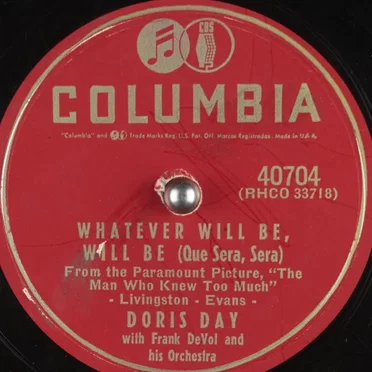 CBS
COLUMBIA
"Columbia" and Trade Marks Reg. U.S. Pat. Off. Marcas Registradas. Made in U.S.A.
40704
(RHCO 33718)
WHATEVER WILL BE,
WILL BE (Que Sera, Sera)
From the Paramount Picture, "The
Man Who Knew Too Much"
- Livingston - Evans -
DORIS DAY
with Frank DeVol and
his Orchestra